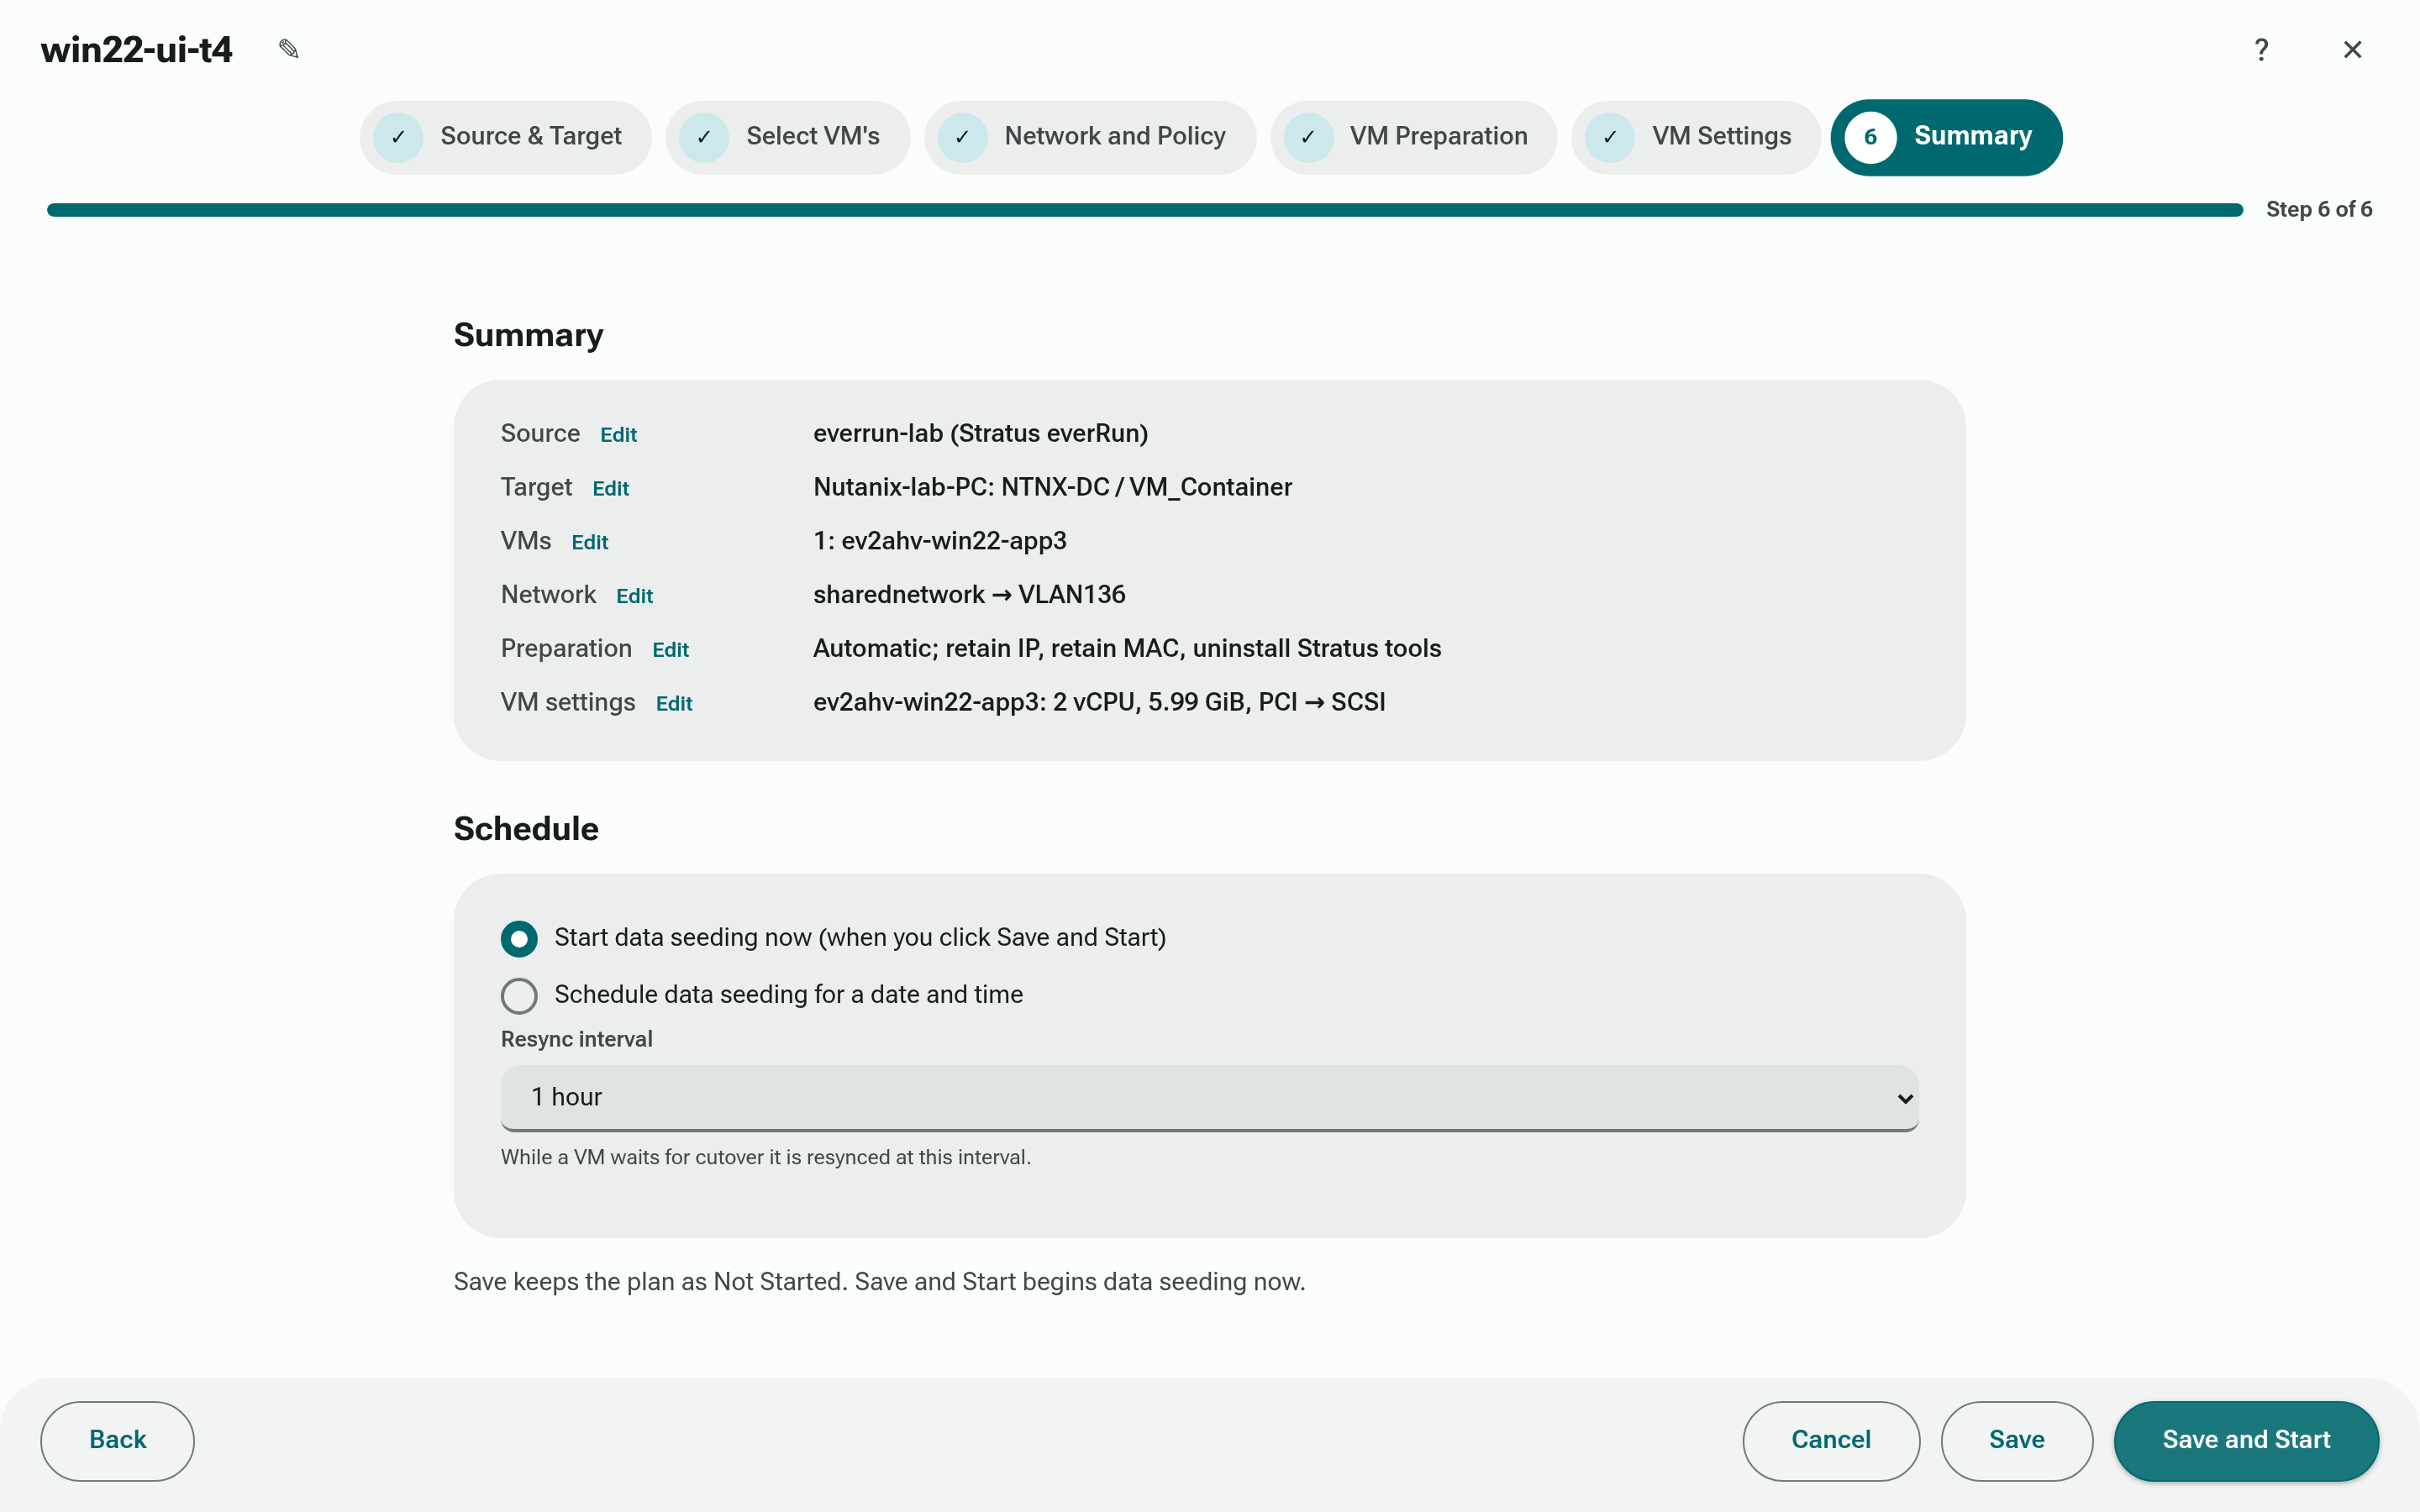 win22-ui-t4 ✎ ? ✕
✓ Source & Target ✓ Select VM's ✓ Network and Policy ✓ VM Preparation ✓ VM Settings 6 Summary
Step 6 of 6
Summary
Source Edit everrun-lab (Stratus everRun)
Target Edit Nutanix-lab-PC: NTNX-DC / VM_Container
VMs Edit 1: ev2ahv-win22-app3
Network Edit sharednetwork → VLAN136
Preparation Edit Automatic; retain IP, retain MAC, uninstall Stratus tools
VM settings Edit ev2ahv-win22-app3: 2 vCPU, 5.99 GiB, PCI → SCSI
Schedule
Start data seeding now (when you click Save and Start)
Schedule data seeding for a date and time
Resync interval
1 hour
While a VM waits for cutover it is resynced at this interval.
Save keeps the plan as Not Started. Save and Start begins data seeding now.
Back Cancel Save Save and Start